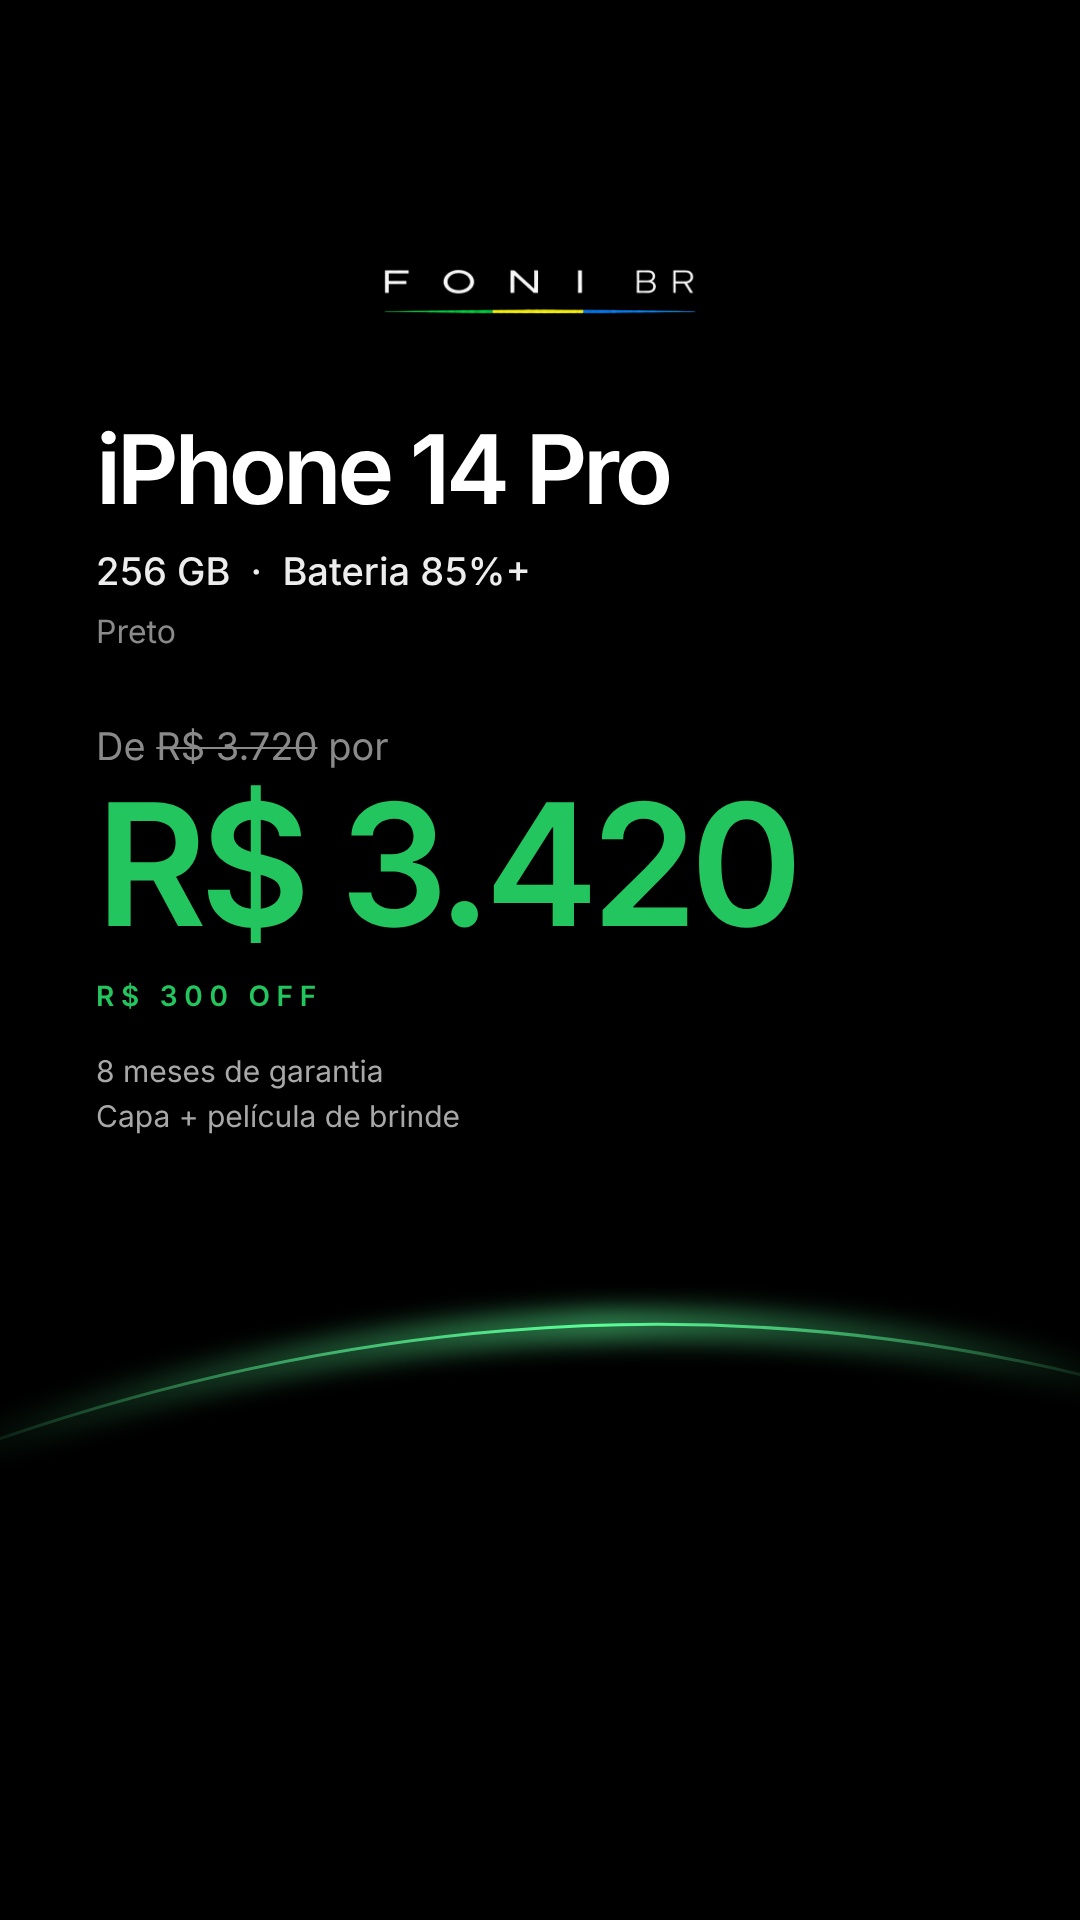 FONI BR
iPhone 14 Pro
256 GB · Bateria 85%+
Preto
De R$ 3.720 por
R$ 3.420
R$ 300 OFF
8 meses de garantia
Capa + película de brinde